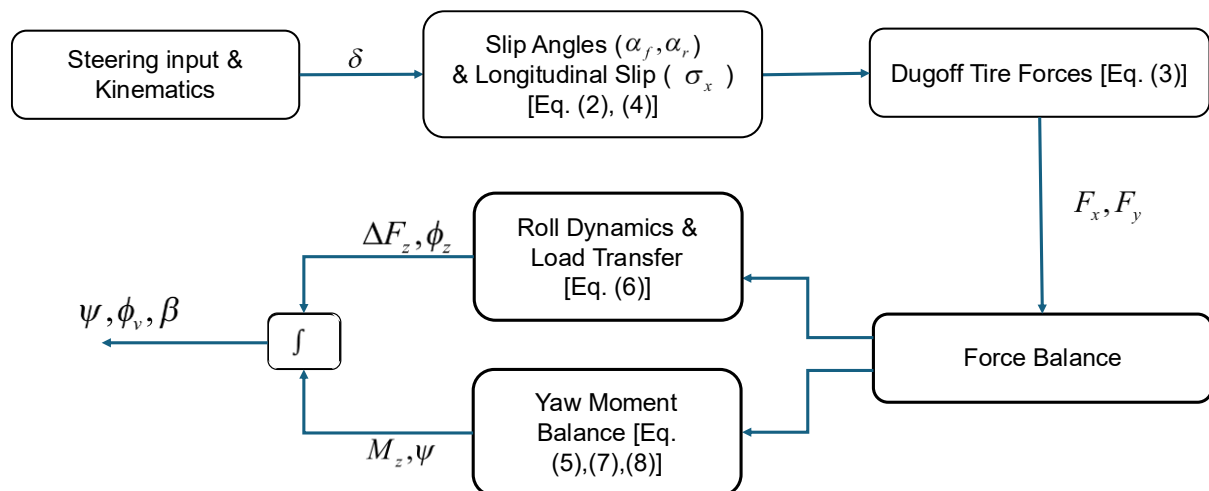 Steering input &
Kinematics
δ
Slip Angles (α_f, α_r)
& Longitudinal Slip ( σ_x )
[Eq. (2), (4)]
Dugoff Tire Forces [Eq. (3)]
F_x, F_y
Force Balance
Roll Dynamics &
Load Transfer
[Eq. (6)]
ΔF_z, ϕ_z
Yaw Moment
Balance [Eq.
(5),(7),(8)]
M_z, ψ
∫
ψ, ϕ_v, β